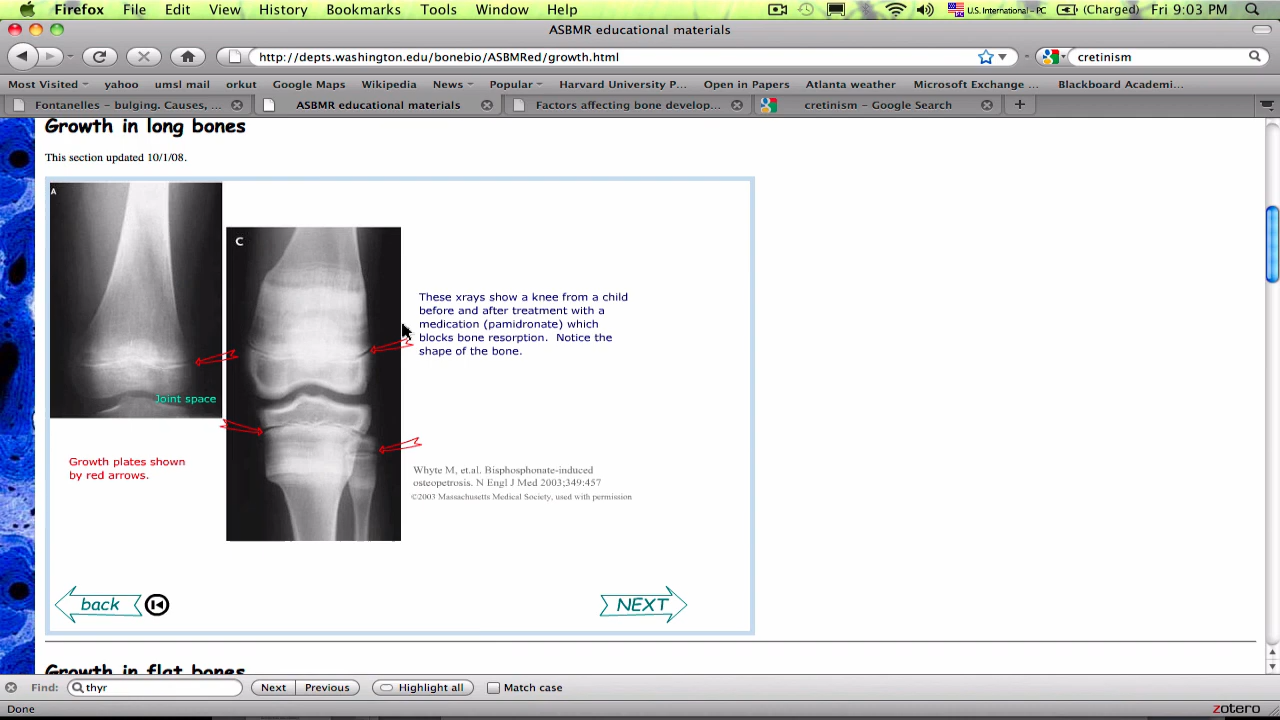 Firefox File Edit View History Bookmarks Tools Window Help U.S. International - PC (Charged) Fri 9:03 PM
ASBMR educational materials
http://depts.washington.edu/bonebio/ASBMRed/growth.html cretinism
Most Visited yahoo umsl mail orkut Google Maps Wikipedia News Popular Harvard University P... Open in Papers Atlanta weather Microsoft Exchange ... Blackboard Academi...
Fontanelles – bulging. Causes, ... ASBMR educational materials Factors affecting bone develop... cretinism – Google Search
Growth in long bones
This section updated 10/1/08.
A
C
These xrays show a knee from a child
before and after treatment with a
medication (pamidronate) which
blocks bone resorption. Notice the
shape of the bone.
Joint space
Growth plates shown
by red arrows.
Whyte M, et.al. Bisphosphonate-induced
osteopetrosis. N Engl J Med 2003;349:457
©2003 Massachusetts Medical Society, used with permission
back NEXT
Growth in flat bones
Find: thyr Next Previous Highlight all Match case
Done zotero